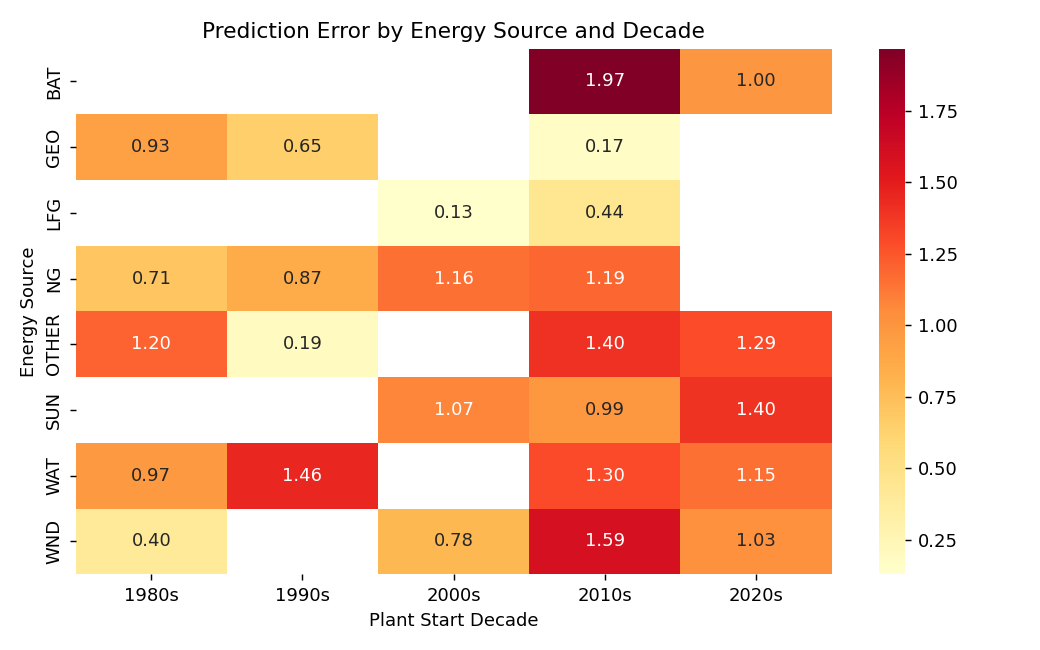 Prediction Error by Energy Source and Decade
Energy Source
BAT 1.97 1.00
GEO 0.93 0.65 0.17
LFG 0.13 0.44
NG 0.71 0.87 1.16 1.19
OTHER 1.20 0.19 1.40 1.29
SUN 1.07 0.99 1.40
WAT 0.97 1.46 1.30 1.15
WND 0.40 0.78 1.59 1.03
1980s 1990s 2000s 2010s 2020s
Plant Start Decade
1.75
1.50
1.25
1.00
0.75
0.50
0.25